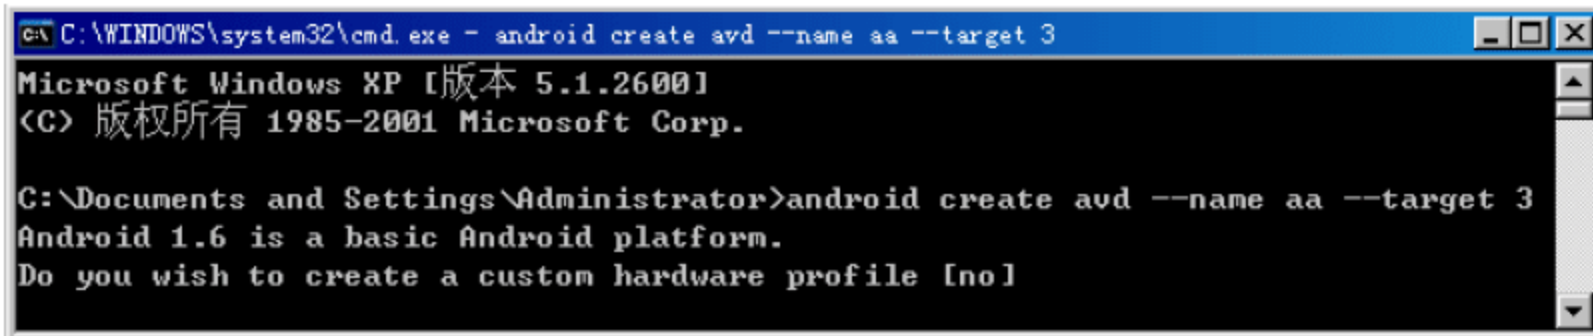 C:\WINDOWS\system32\cmd.exe - android create avd --name aa --target 3
Microsoft Windows XP [版本 5.1.2600]
(C) 版权所有 1985-2001 Microsoft Corp.
C:\Documents and Settings\Administrator>android create avd --name aa --target 3
Android 1.6 is a basic Android platform.
Do you wish to create a custom hardware profile [no]